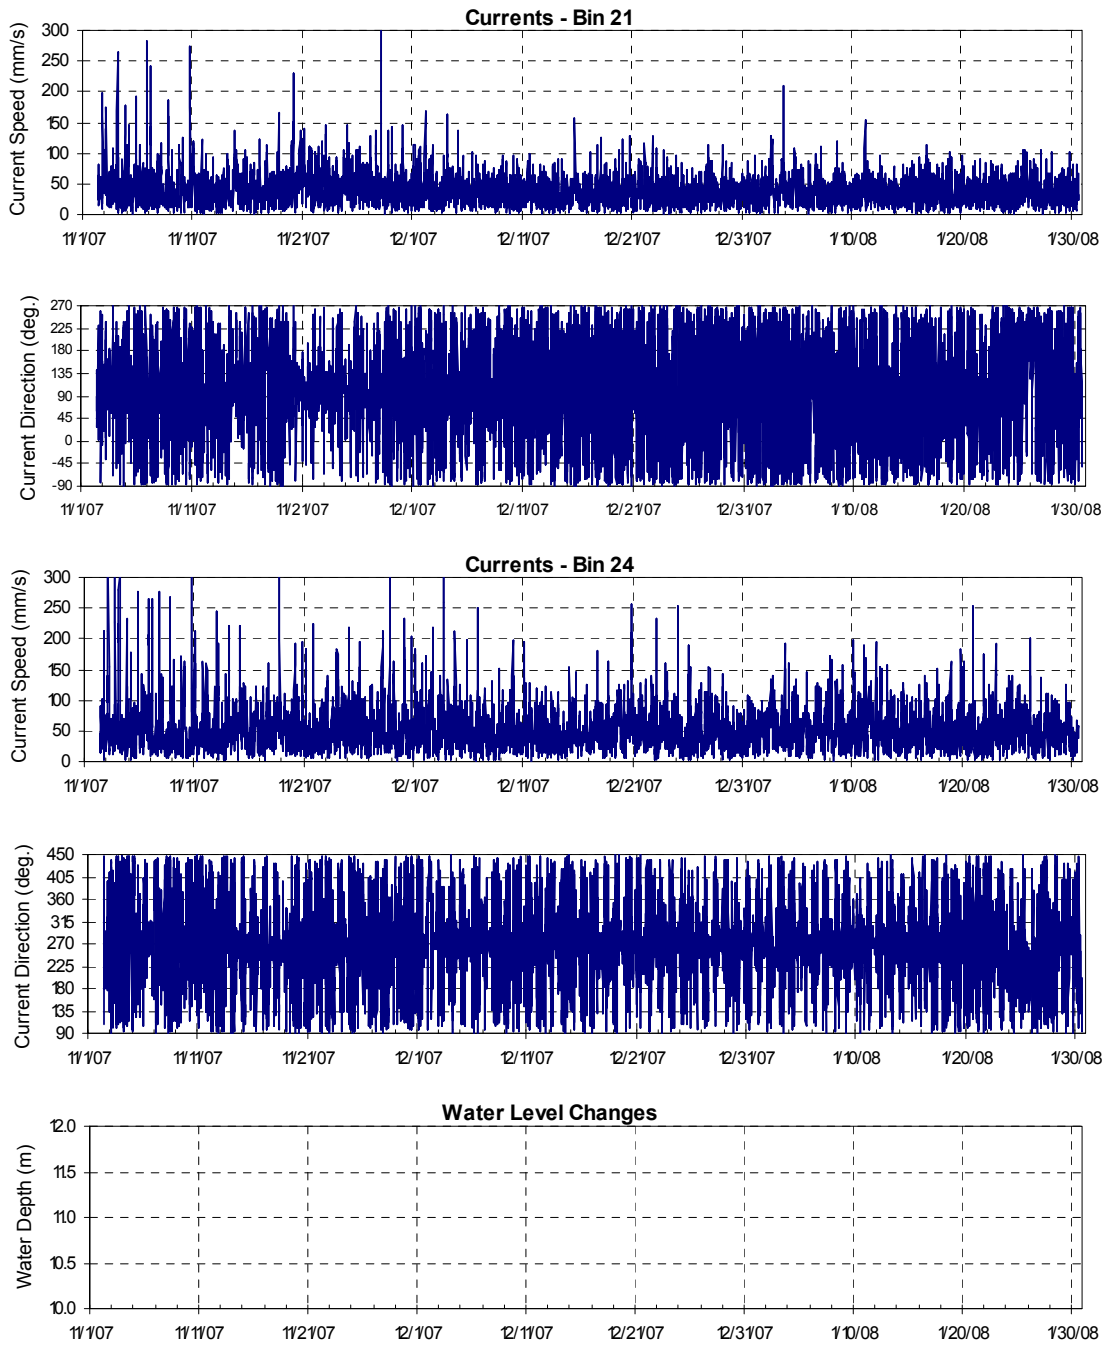 Currents - Bin 21
Current Speed (mm/s)
300
250
200
150
100
50
0
11/1/07 11/11/07 11/21/07 12/1/07 12/11/07 12/21/07 12/31/07 1/10/08 1/20/08 1/30/08
Current Direction (deg.)
270
225
180
135
90
45
0
-45
-90
11/1/07 11/11/07 11/21/07 12/1/07 12/11/07 12/21/07 12/31/07 1/10/08 1/20/08 1/30/08
Currents - Bin 24
Current Speed (mm/s)
300
250
200
150
100
50
0
11/1/07 11/11/07 11/21/07 12/1/07 12/11/07 12/21/07 12/31/07 1/10/08 1/20/08 1/30/08
Current Direction (deg.)
450
405
360
315
270
225
180
135
90
11/1/07 11/11/07 11/21/07 12/1/07 12/11/07 12/21/07 12/31/07 1/10/08 1/20/08 1/30/08
Water Level Changes
Water Depth (m)
12.0
11.5
11.0
10.5
10.0
11/1/07 11/11/07 11/21/07 12/1/07 12/11/07 12/21/07 12/31/07 1/10/08 1/20/08 1/30/08